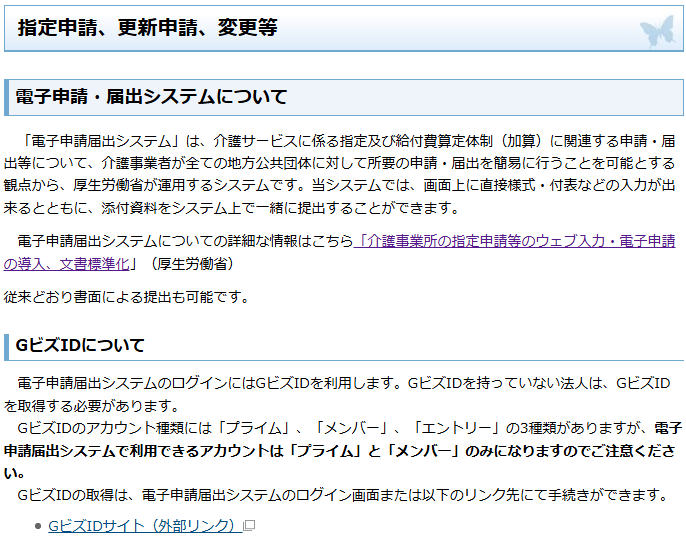 指定申請、更新申請、変更等
電子申請・届出システムについて
「電子申請届出システム」は、介護サービスに係る指定及び給付費算定体制（加算）に関連する申請・届
出等について、介護事業者が全ての地方公共団体に対して所要の申請・届出を簡易に行うことを可能とする
観点から、厚生労働省が運用するシステムです。当システムでは、画面上に直接様式・付表などの入力が出
来るとともに、添付資料をシステム上で一緒に提出することができます。
電子申請届出システムについての詳細な情報はこちら「介護事業所の指定申請等のウェブ入力・電子申請
の導入、文書標準化」（厚生労働省）
従来どおり書面による提出も可能です。
GビズIDについて
電子申請届出システムのログインにはGビズIDを利用します。GビズIDを持っていない法人は、GビズID
を取得する必要があります。
GビズIDのアカウント種類には「プライム」、「メンバー」、「エントリー」の3種類がありますが、電子
申請届出システムで利用できるアカウントは「プライム」と「メンバー」のみになりますのでご注意くださ
い。
GビズIDの取得は、電子申請届出システムのログイン画面または以下のリンク先にて手続きができます。
GビズIDサイト（外部リンク）